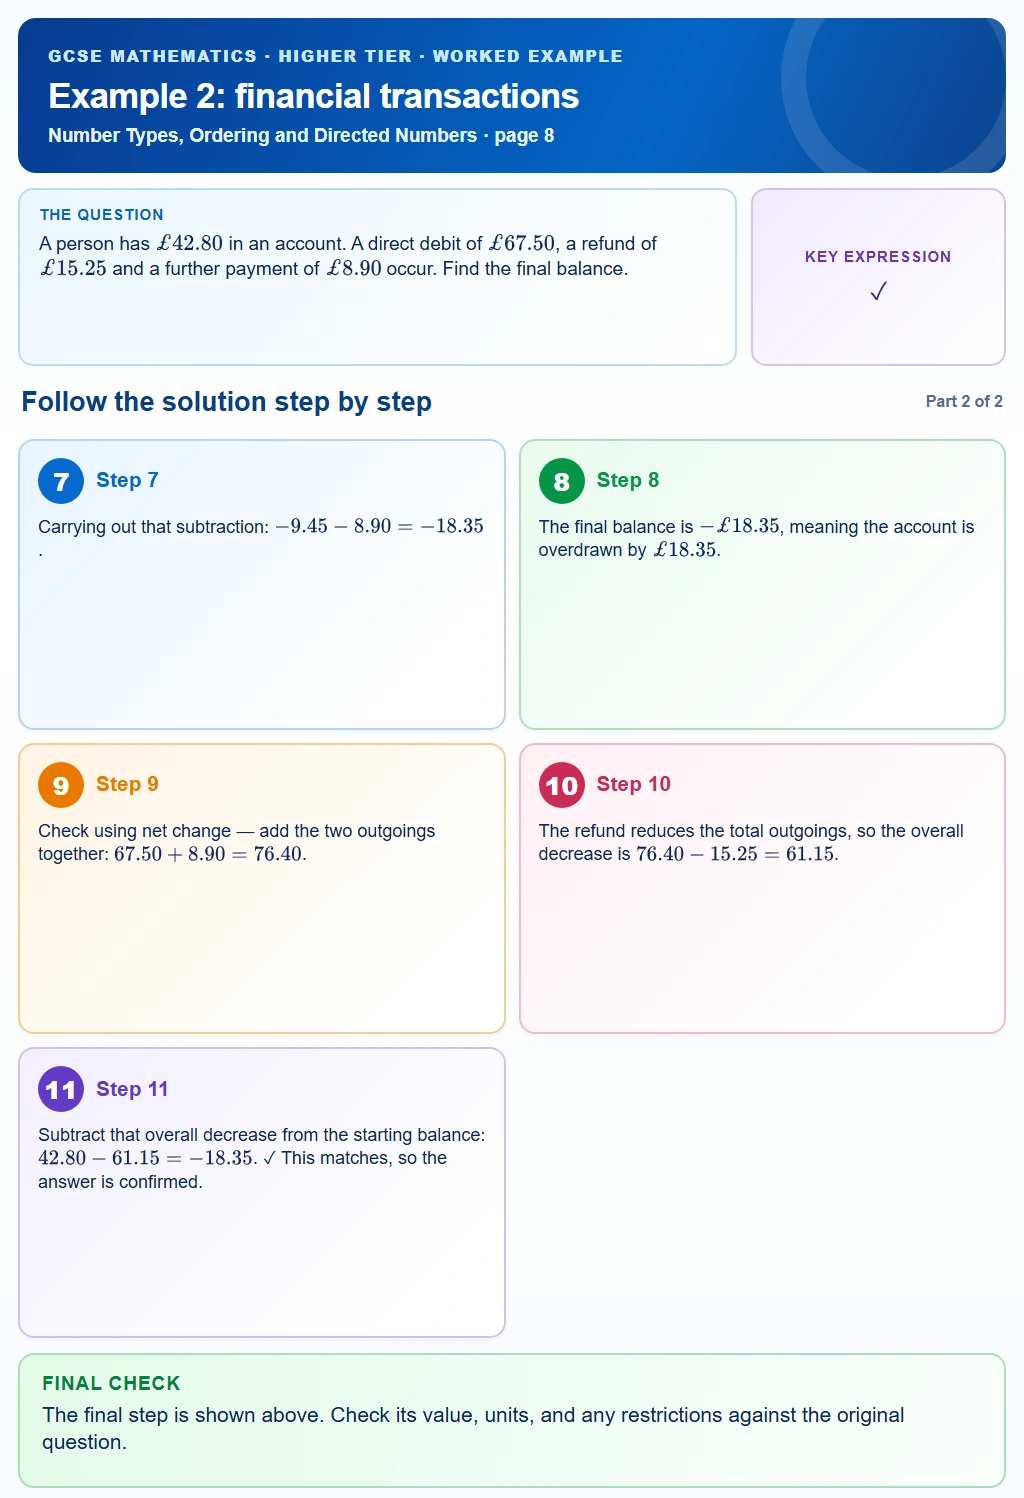 GCSE MATHEMATICS · HIGHER TIER · WORKED EXAMPLE
Example 2: financial transactions
Number Types, Ordering and Directed Numbers · page 8
THE QUESTION
A person has £42.80 in an account. A direct debit of £67.50, a refund of
£15.25 and a further payment of £8.90 occur. Find the final balance.
KEY EXPRESSION
✓
Follow the solution step by step
Part 2 of 2
7 Step 7
Carrying out that subtraction: −9.45 − 8.90 = −18.35
.
8 Step 8
The final balance is −£18.35, meaning the account is
overdrawn by £18.35.
9 Step 9
Check using net change — add the two outgoings
together: 67.50 + 8.90 = 76.40.
10 Step 10
The refund reduces the total outgoings, so the overall
decrease is 76.40 − 15.25 = 61.15.
11 Step 11
Subtract that overall decrease from the starting balance:
42.80 − 61.15 = −18.35. ✓ This matches, so the
answer is confirmed.
FINAL CHECK
The final step is shown above. Check its value, units, and any restrictions against the original
question.